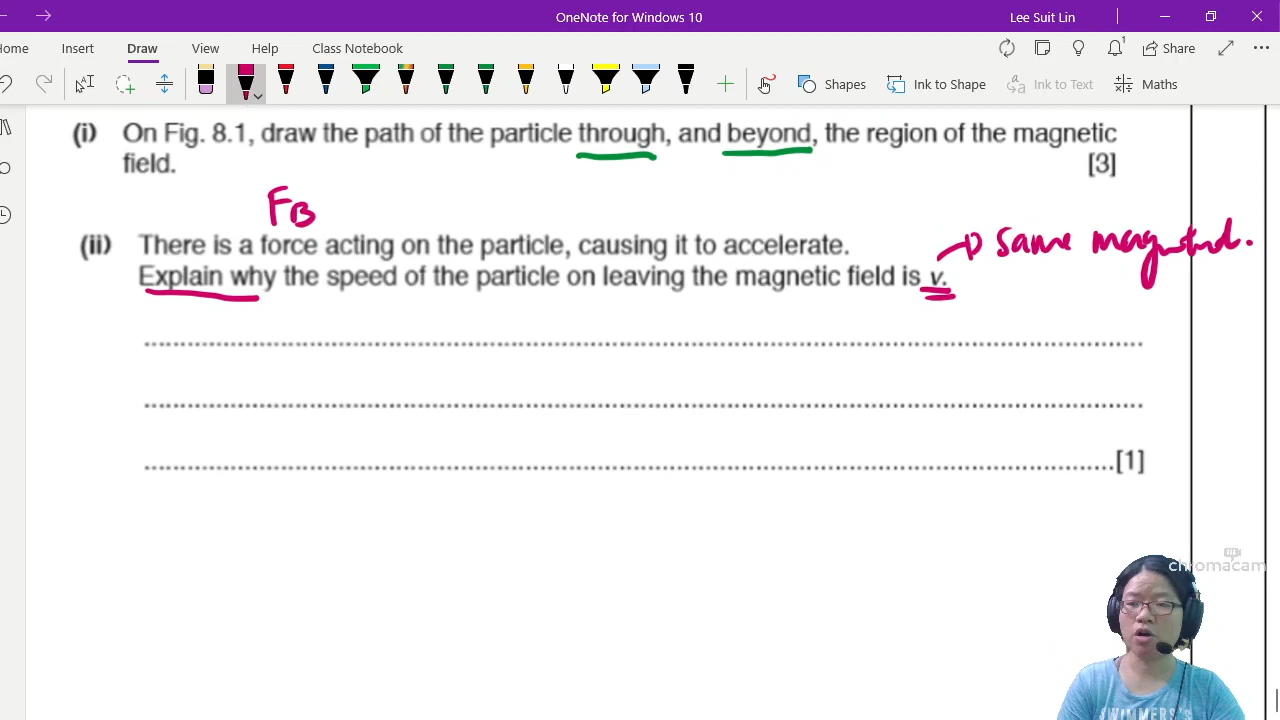 OneNote for Windows 10
Lee Suit Lin
Home Insert Draw View Help Class Notebook
1
Share
Shapes Ink to Shape Ink to Text Maths
(i) On Fig. 8.1, draw the path of the particle through, and beyond, the region of the magnetic
field. [3]
FB
(ii) There is a force acting on the particle, causing it to accelerate.
same magnitud.
Explain why the speed of the particle on leaving the magnetic field is v.
[1]
chromacam
SWIMMERS'S